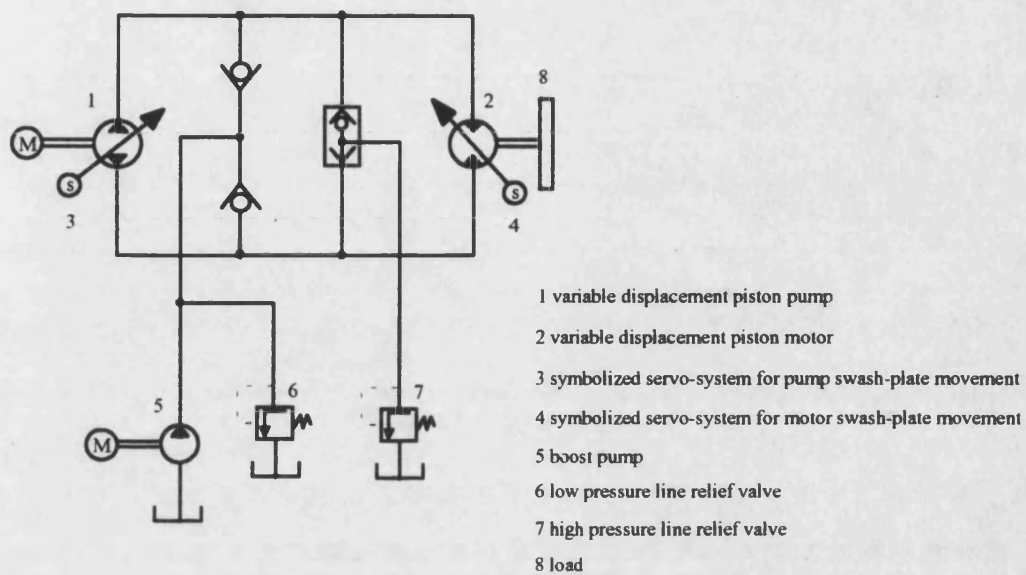 1
M
3
s
2
8
s
4
5
M
6
7
1 variable displacement piston pump
2 variable displacement piston motor
3 symbolized servo-system for pump swash-plate movement
4 symbolized servo-system for motor swash-plate movement
5 boost pump
6 low pressure line relief valve
7 high pressure line relief valve
8 load